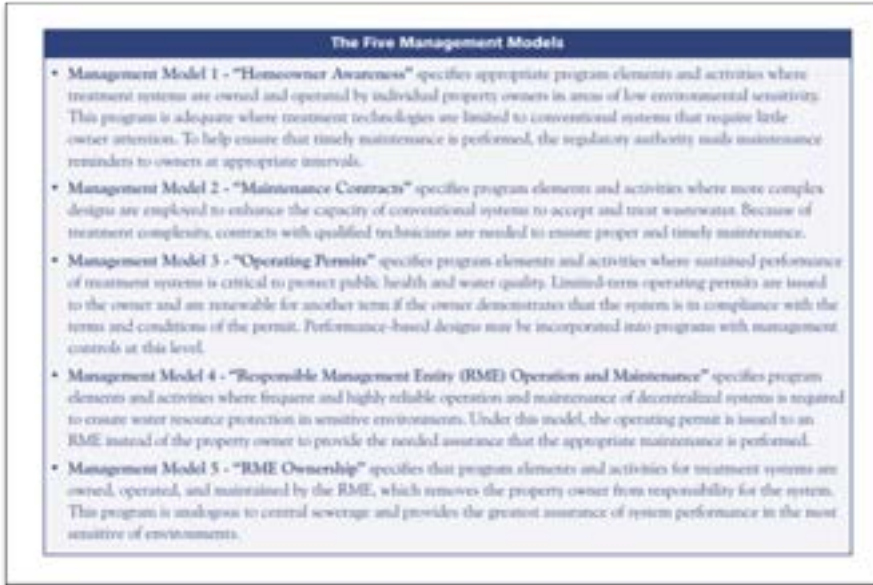 The Five Management Models
• Management Model 1 - “Homeowner Awareness” specifies appropriate program elements and activities where
treatment systems are owned and operated by individual property owners in areas of low environmental sensitivity.
This program is adequate where treatment technologies are limited to conventional systems that require little
owner attention. To help ensure that timely maintenance is performed, the regulatory authority mails maintenance
reminders to owners at appropriate intervals.
• Management Model 2 - “Maintenance Contracts” specifies program elements and activities where more complex
designs are employed to enhance the capacity of conventional systems to accept and treat wastewater. Because of
treatment complexity, contracts with qualified technicians are needed to ensure proper and timely maintenance.
• Management Model 3 - “Operating Permits” specifies program elements and activities where sustained performance
of treatment systems is critical to protect public health and water quality. Limited-term operating permits are issued
to the owner and are renewable for another term if the owner demonstrates that the system is in compliance with the
terms and conditions of the permit. Performance-based designs may be incorporated into programs with management
controls at this level.
• Management Model 4 - “Responsible Management Entity (RME) Operation and Maintenance” specifies program
elements and activities where frequent and highly reliable operation and maintenance of decentralized systems is required
to ensure water resource protection in sensitive environments. Under this model, the operating permit is issued to an
RME instead of the property owner to provide the needed assurance that the appropriate maintenance is performed.
• Management Model 5 - “RME Ownership” specifies that program elements and activities for treatment systems are
owned, operated, and maintained by the RME, which removes the property owner from responsibility for the system.
This program is analogous to central sewerage and provides the greatest assurance of system performance in the most
sensitive of environments.